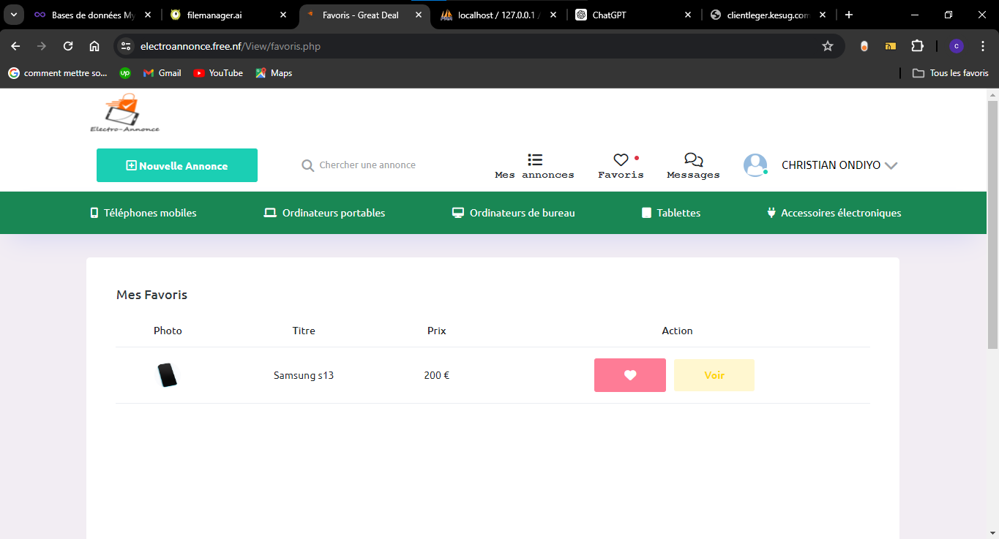 Bases de données My
filemanager.ai
Favoris - Great Deal
localhost / 127.0.0.1 /
ChatGPT
clientleger.kesug.com
electroannonce.free.nf/View/favoris.php
c
comment mettre so...
up
Gmail
YouTube
Maps
Tous les favoris
Electro-Annonce
Nouvelle Annonce
Chercher une annonce
Mes annonces
Favoris
Messages
CHRISTIAN ONDIYO
Téléphones mobiles
Ordinateurs portables
Ordinateurs de bureau
Tablettes
Accessoires électroniques
Mes Favoris
Photo Titre Prix Action
Samsung s13 200 € Voir